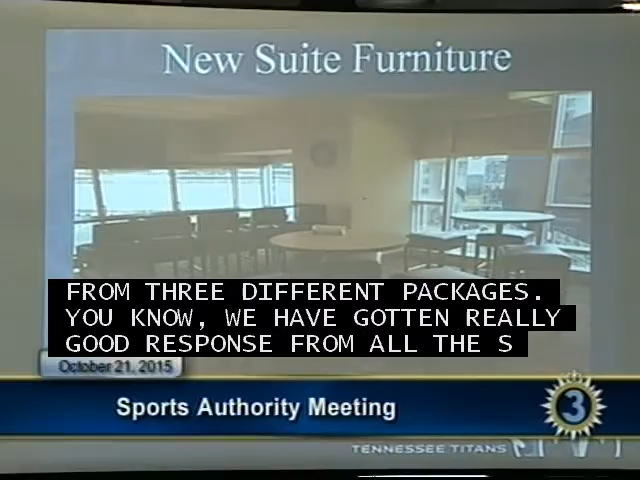 New Suite Furniture
FROM THREE DIFFERENT PACKAGES.
YOU KNOW, WE HAVE GOTTEN REALLY
GOOD RESPONSE FROM ALL THE S
October 21, 2015
Sports Authority Meeting
3
TENNESSEE TITANS